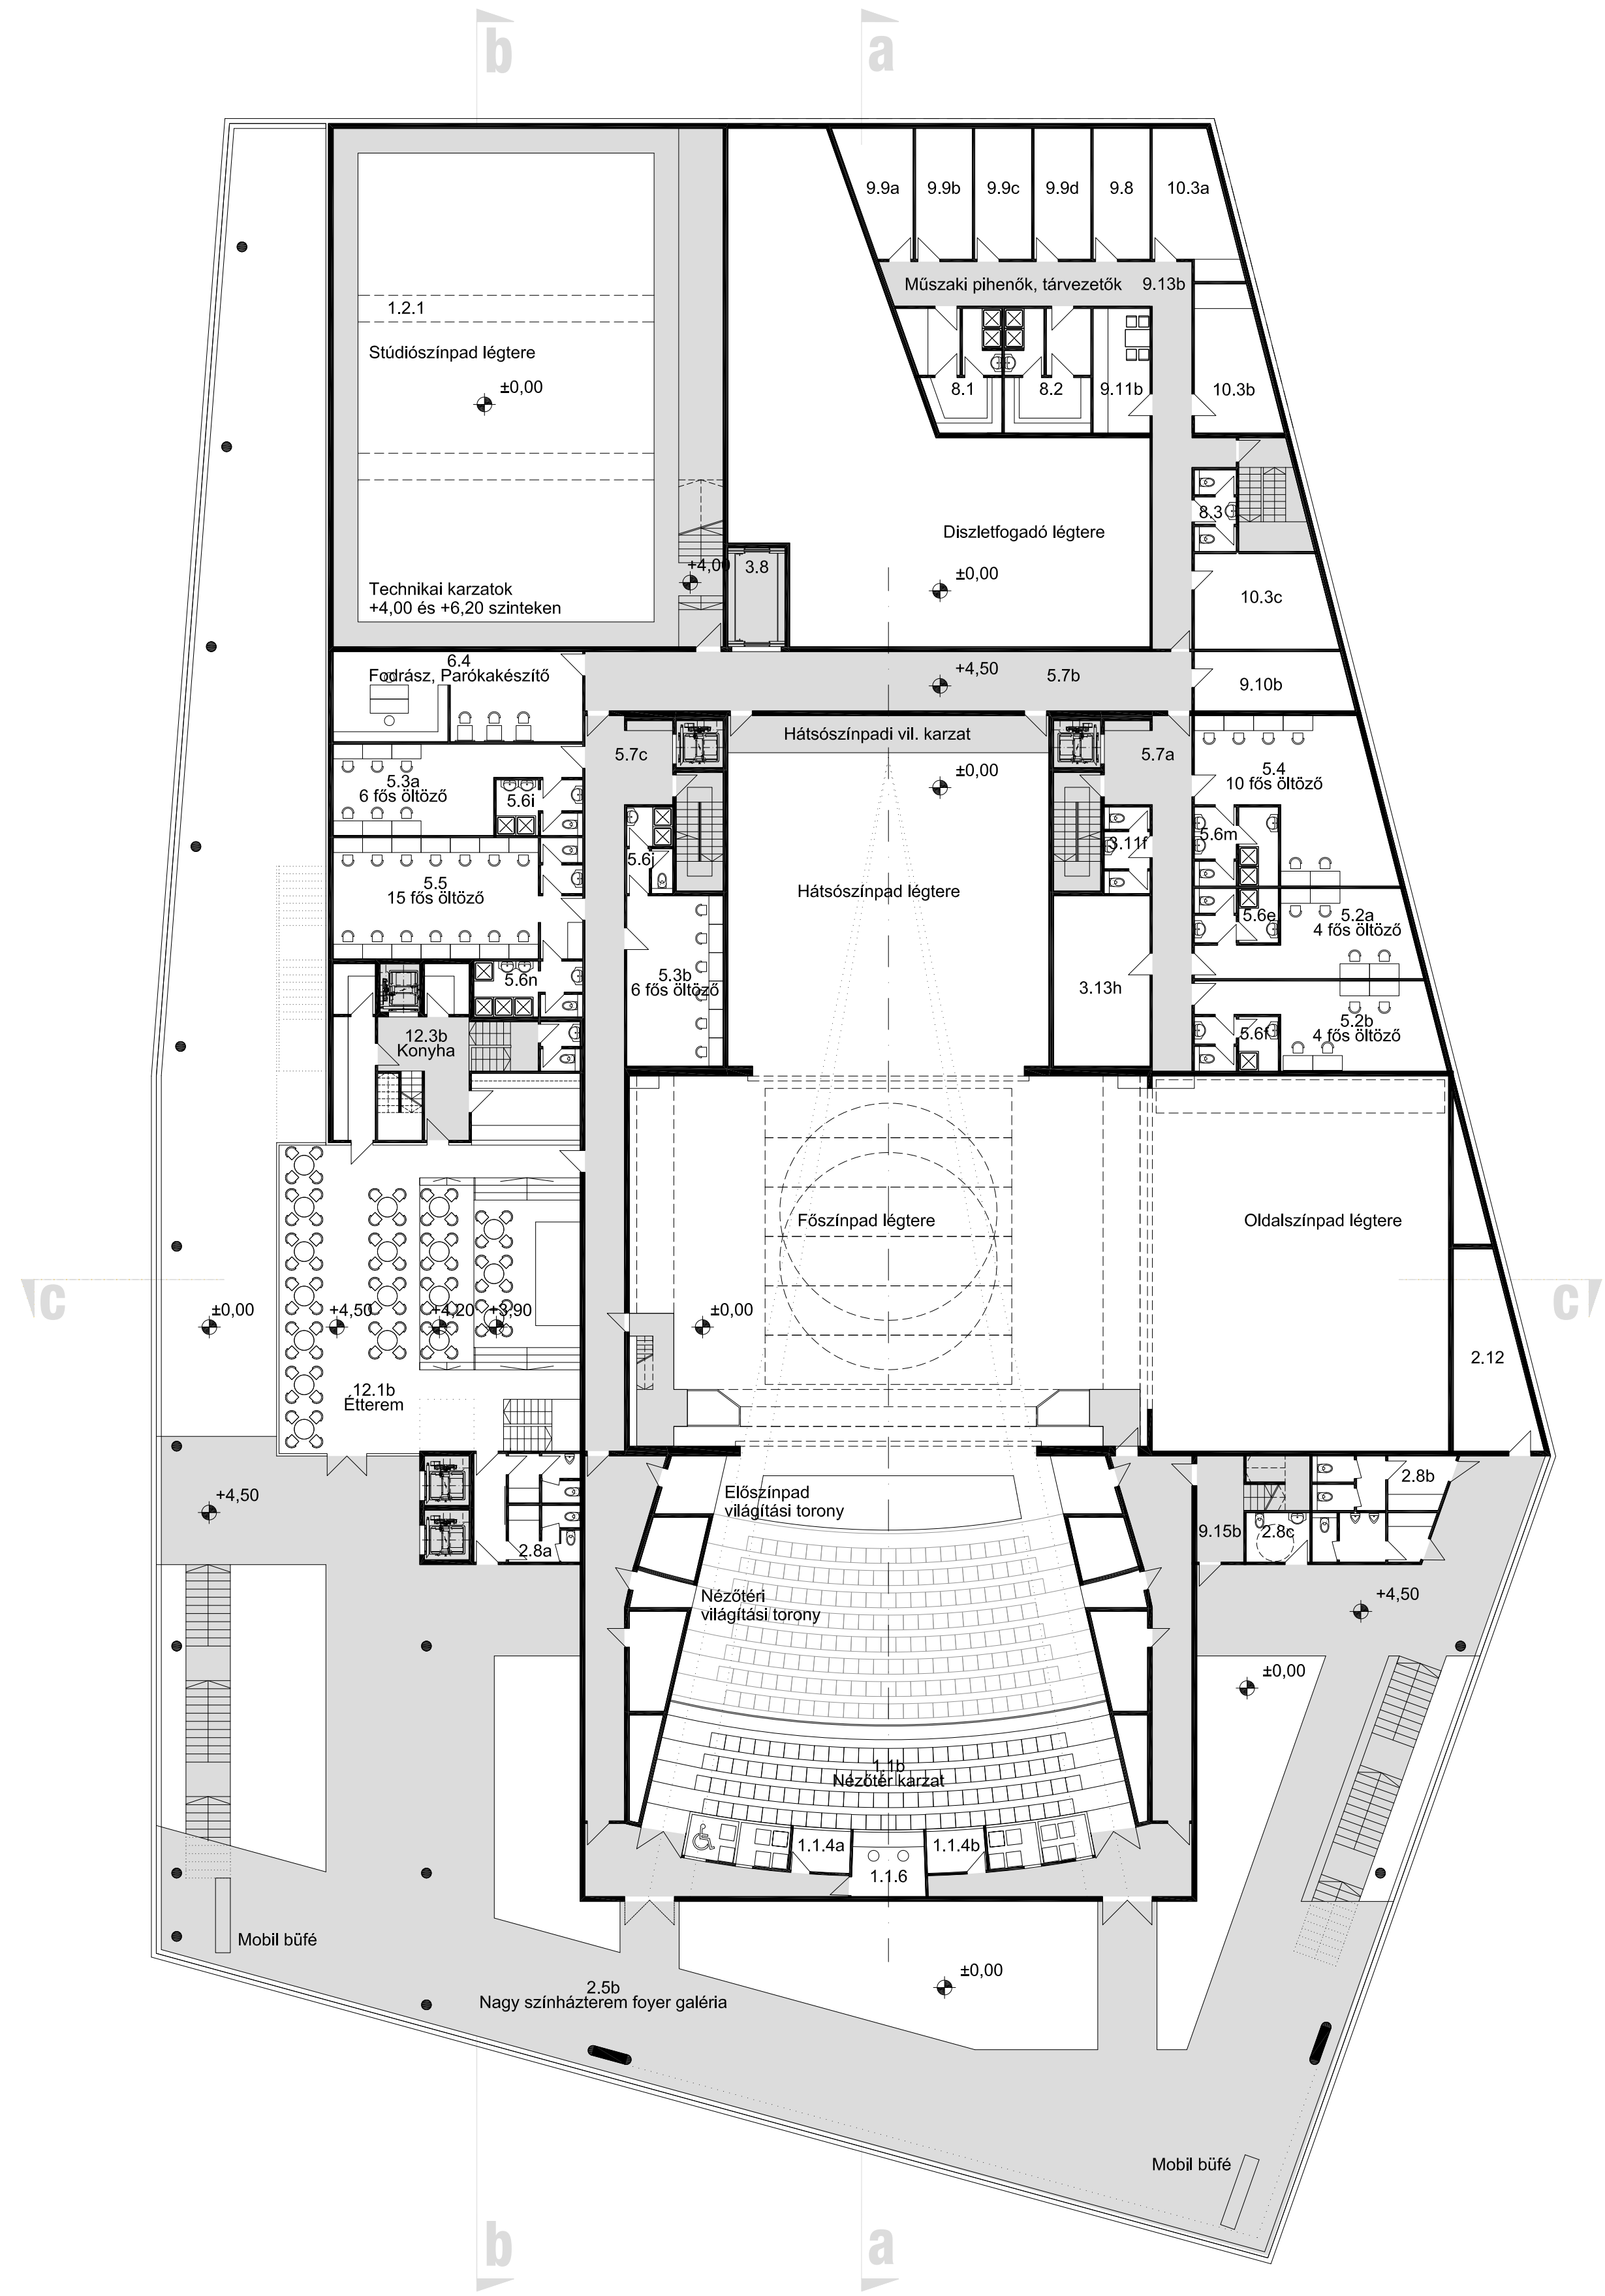 b
a
9.9a
9.9b
9.9c
9.9d
9.8
10.3a
Műszaki pihenők, tárvezetők
9.13b
1.2.1
Stúdiószínpad légtere
±0,00
8.1
8.2
9.11b
10.3b
8.3
Diszletfogadó légtere
±0,00
Technikai karzatok
+4,00 és +6,20 szinteken
+4,00
3.8
10.3c
6.4
Fodrász, Parókakészítő
+4,50
5.7b
9.10b
5.7c
Hátsószínpadi vil. karzat
5.7a
±0,00
5.3a
6 fős öltöző
5.6i
5.4
10 fős öltöző
5.6m
5.6j
3.11f
5.5
15 fős öltöző
Hátsószínpad légtere
5.6e
5.2a
4 fős öltöző
5.6n
5.3b
6 fős öltöző
3.13h
12.3b
Konyha
5.6f
5.2b
4 fős öltöző
Főszínpad légtere
Oldalszínpad légtere
c
c
±0,00
+4,50
+4,20
+3,90
±0,00
2.12
12.1b
Étterem
+4,50
2.8a
Előszínpad
világítási torony
9.15b
2.8c
2.8b
Nézőtéri
világítási torony
+4,50
±0,00
1.1b
Nézőtér karzat
1.1.4a
1.1.4b
1.1.6
Mobil büfé
±0,00
2.5b
Nagy színházterem foyer galéria
Mobil büfé
b
a